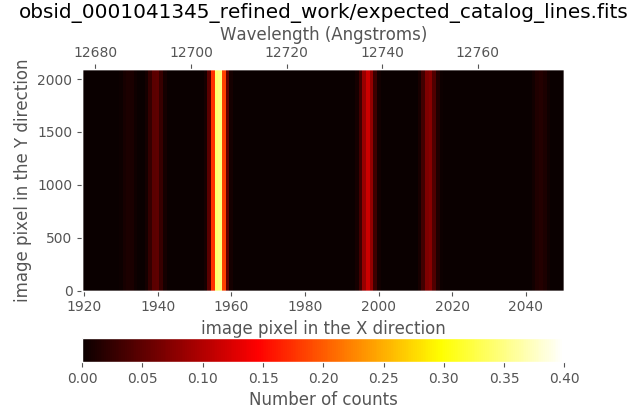 obsid_0001041345_refined_work/expected_catalog_lines.fits
Wavelength (Angstroms)
12680 12700 12720 12740 12760
image pixel in the Y direction
2000
1500
1000
500
0
1920 1940 1960 1980 2000 2020 2040
image pixel in the X direction
0.00 0.05 0.10 0.15 0.20 0.25 0.30 0.35 0.40
Number of counts